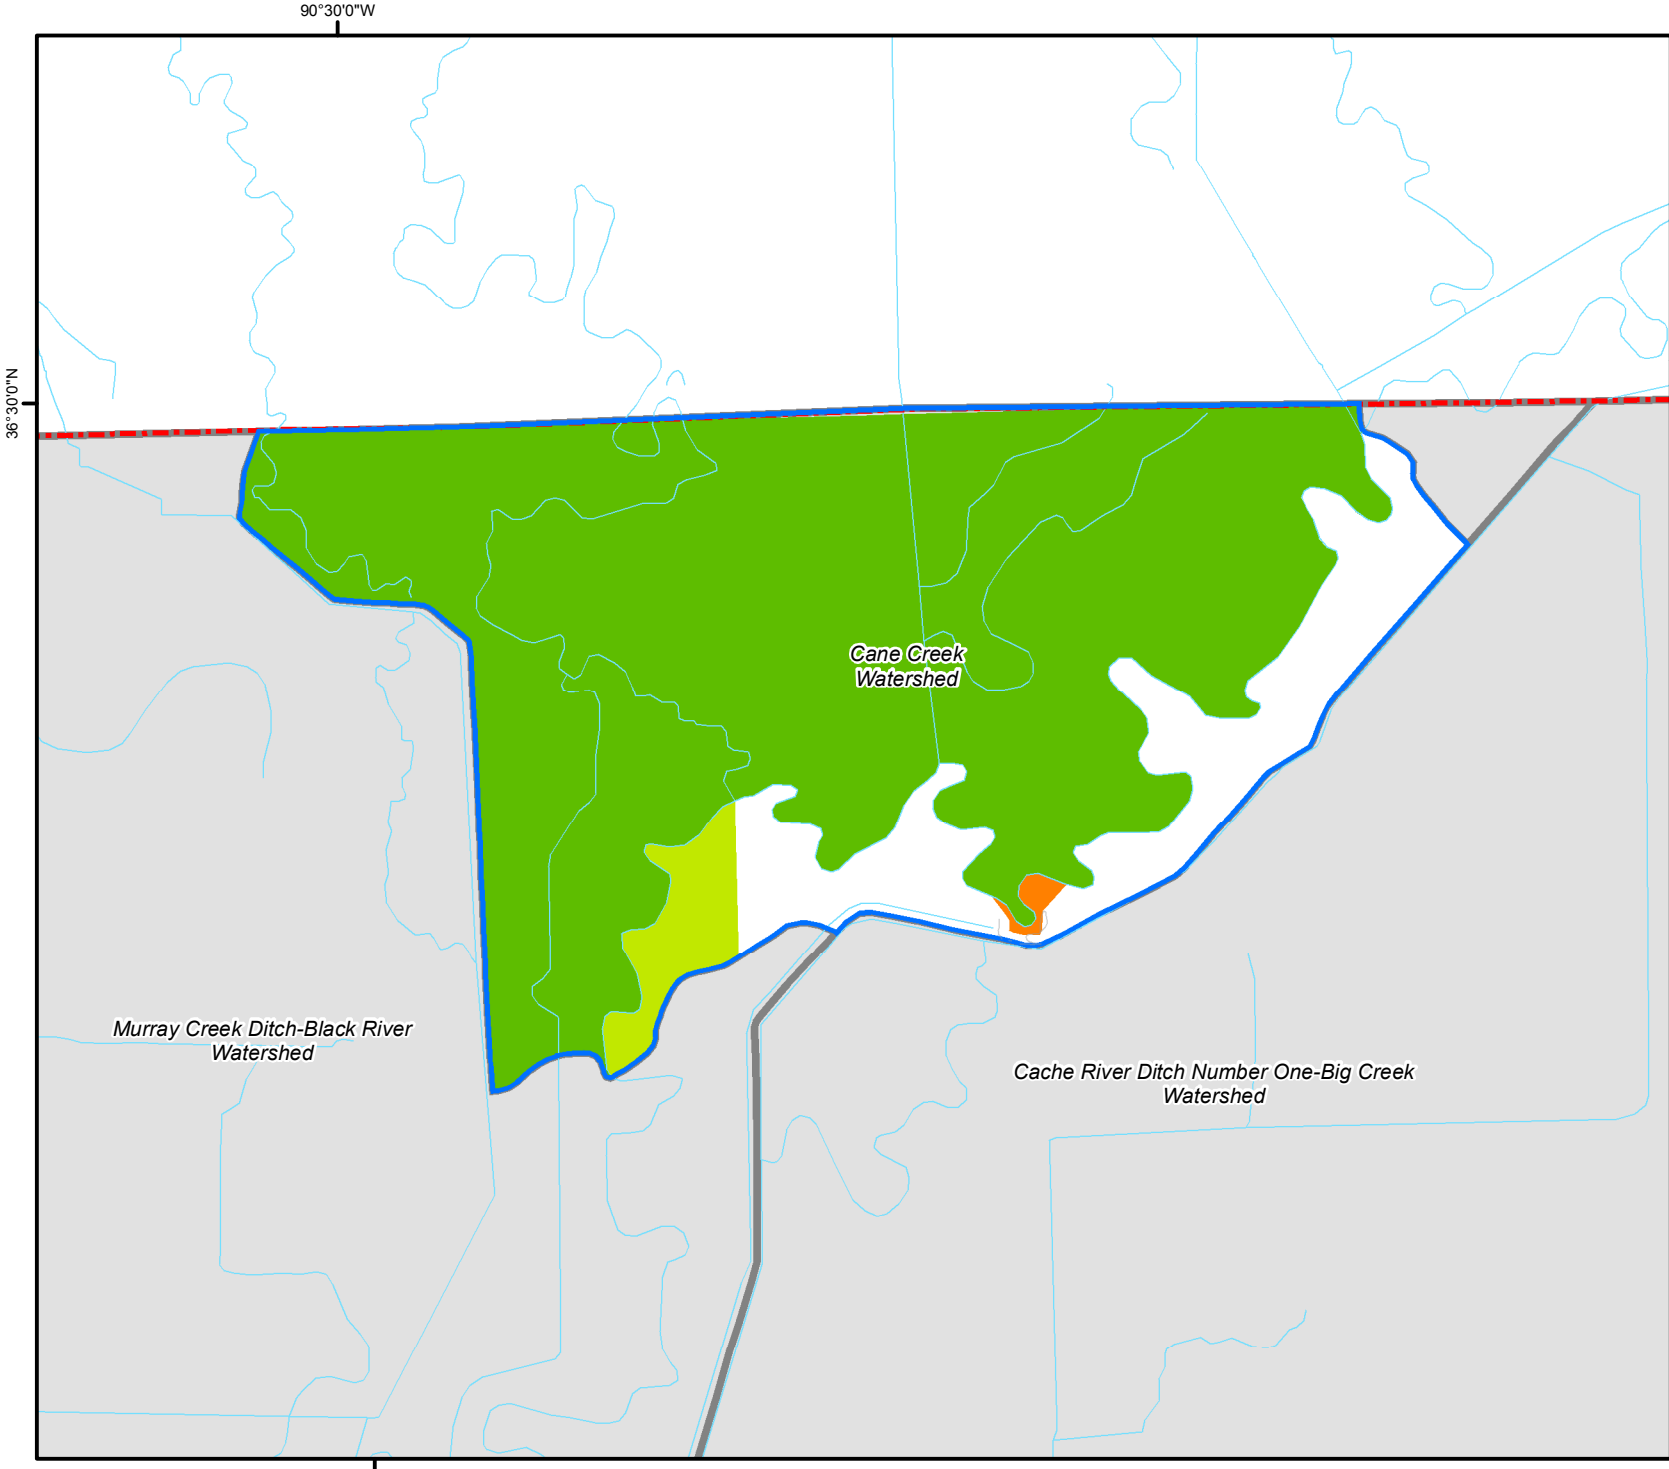 90°30'0"W
36°30'0"N
Cane Creek
Watershed
Murray Creek Ditch-Black River
Watershed
Cache River Ditch Number One-Big Creek
Watershed